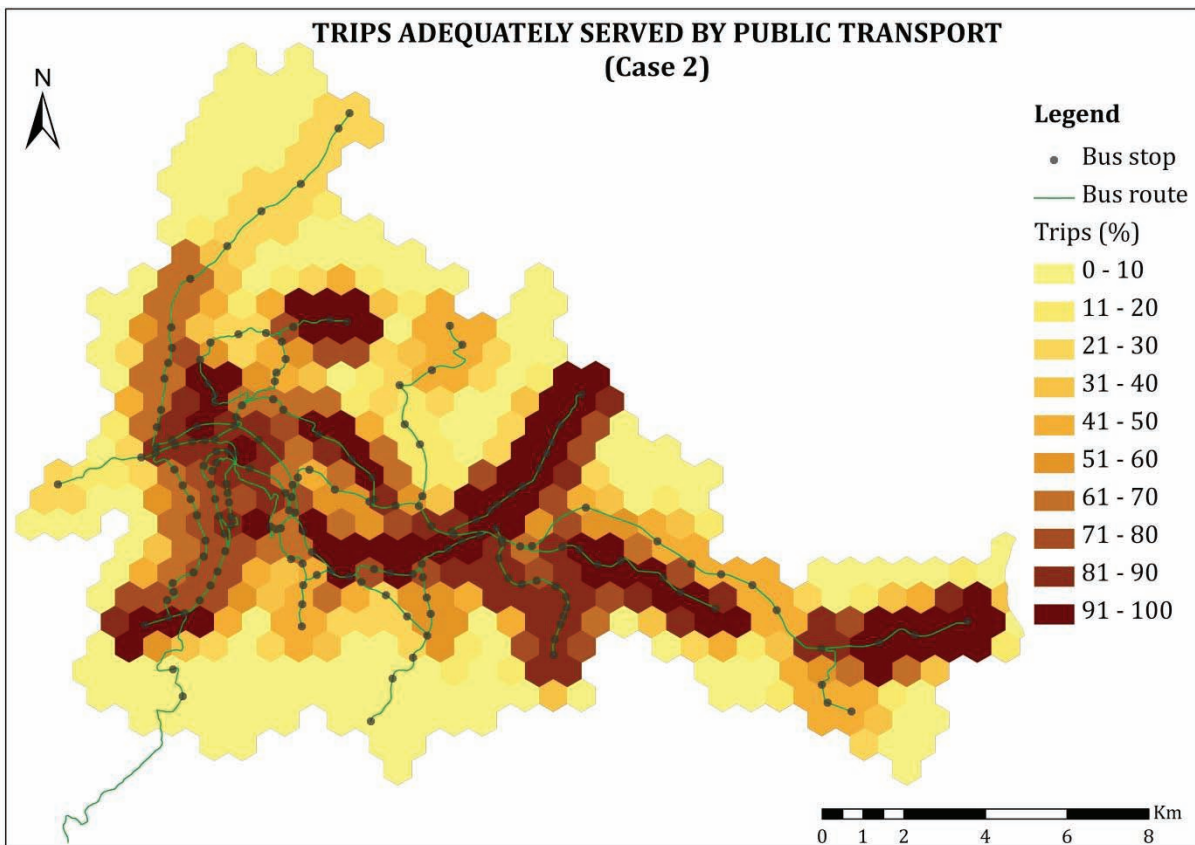 TRIPS ADEQUATELY SERVED BY PUBLIC TRANSPORT
(Case 2)
N
Legend
Bus stop
Bus route
Trips (%)
0 - 10
11 - 20
21 - 30
31 - 40
41 - 50
51 - 60
61 - 70
71 - 80
81 - 90
91 - 100
Km
0 1 2 4 6 8